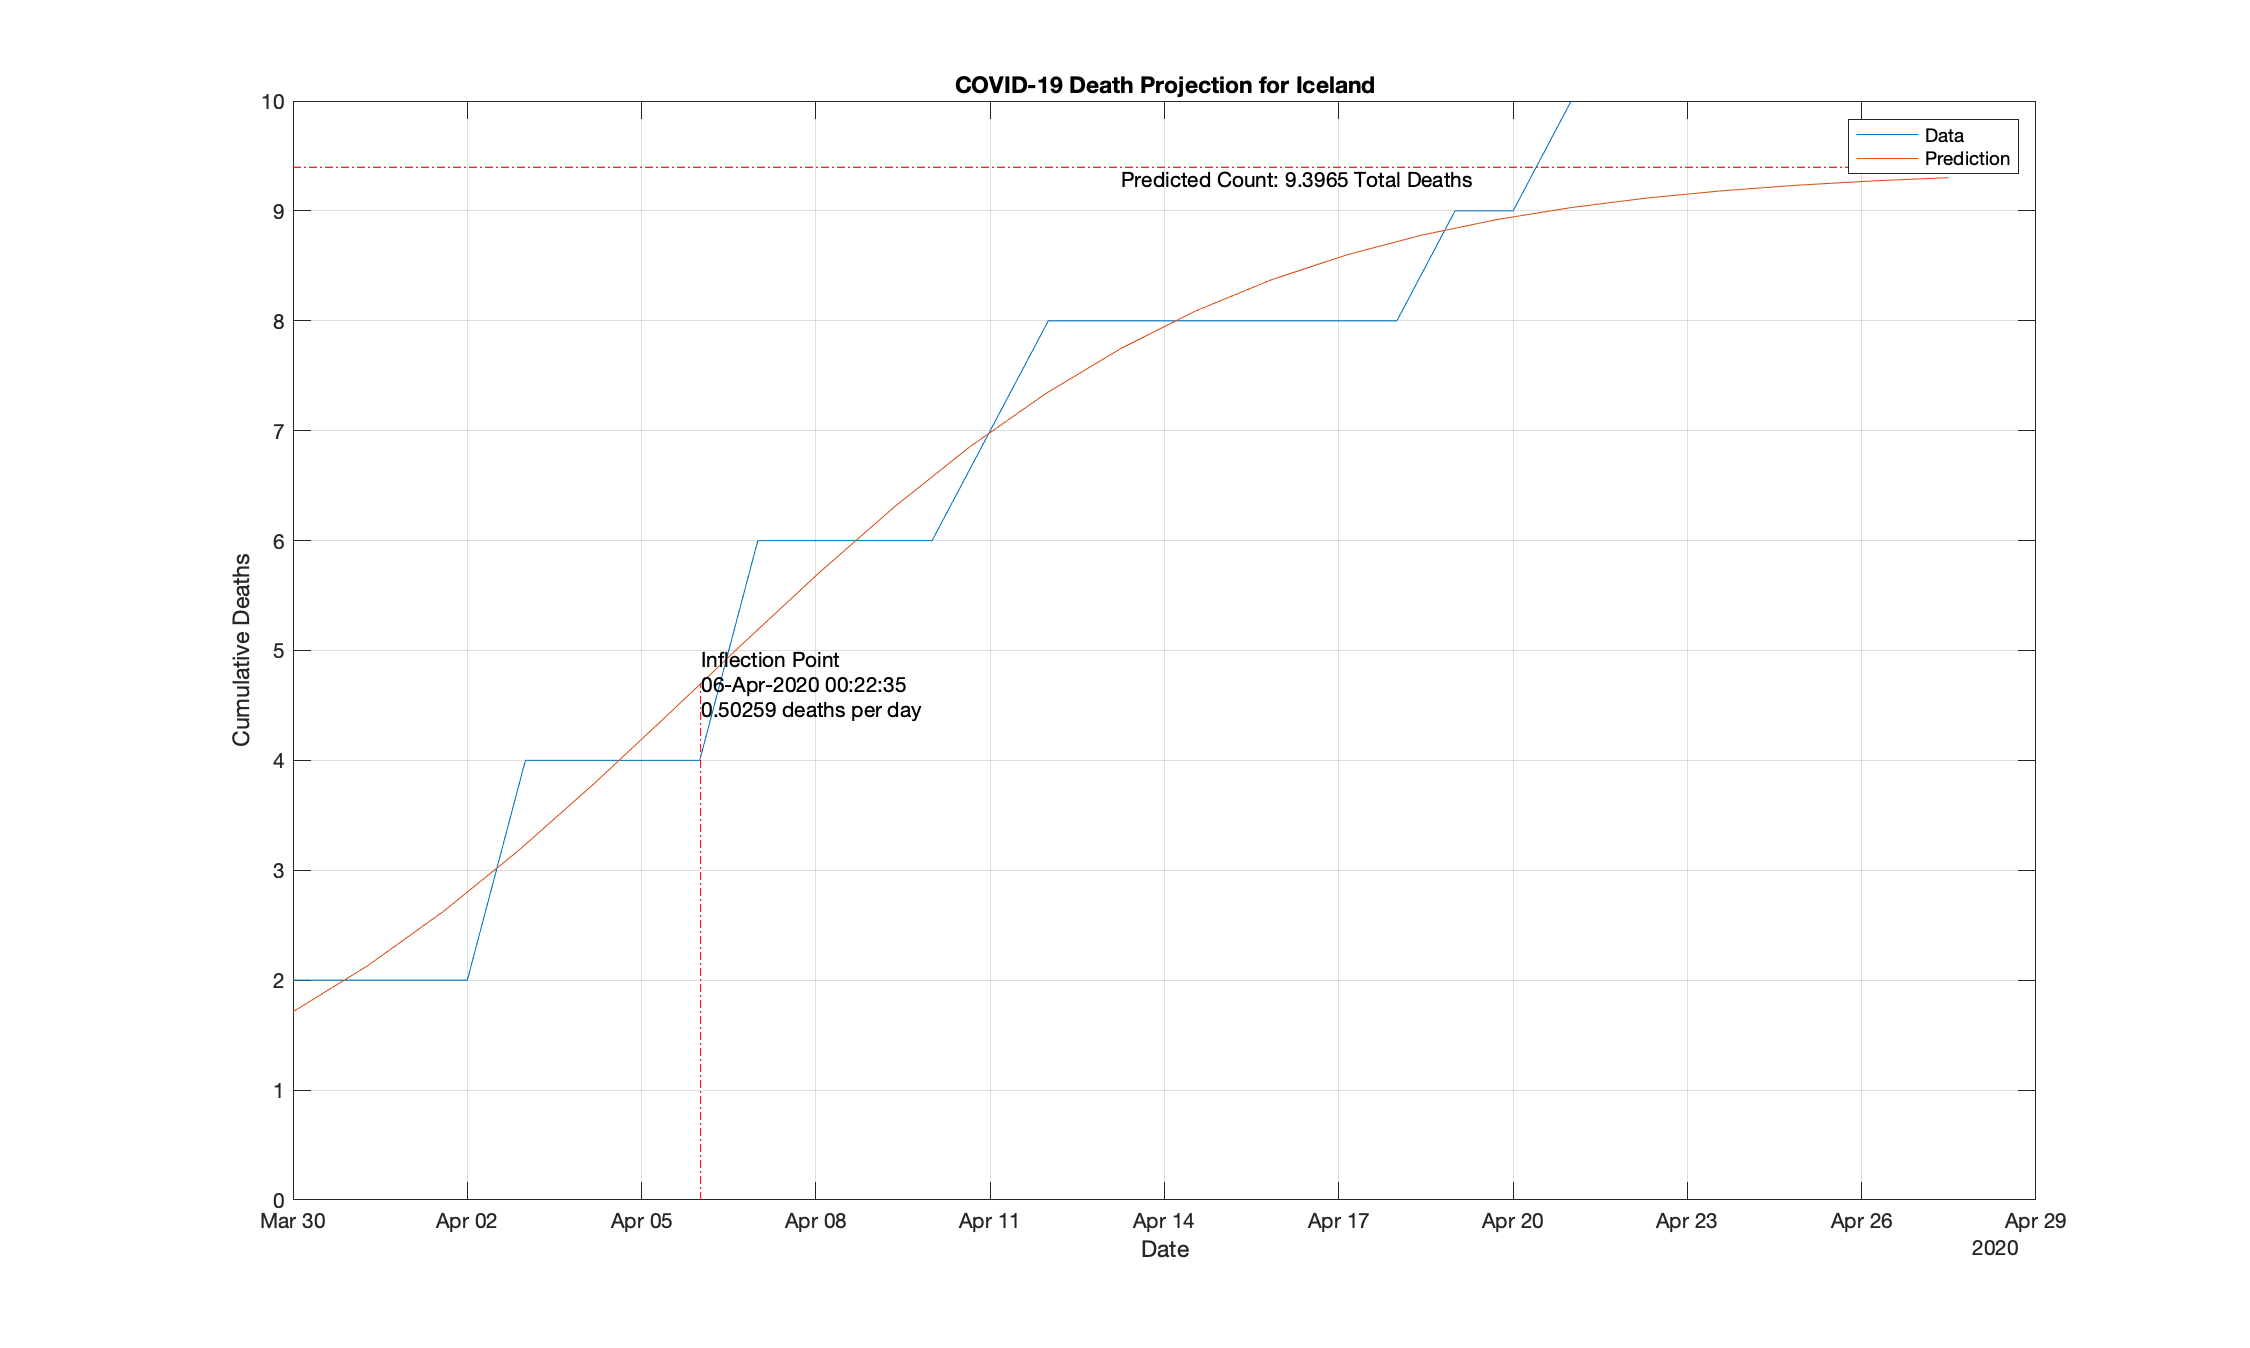 COVID-19 Death Projection for Iceland
10
9
8
7
6
5
4
3
2
1
0
Cumulative Deaths
Data
Prediction
Predicted Count: 9.3965 Total Deaths
Inflection Point
06-Apr-2020 00:22:35
0.50259 deaths per day
Mar 30 Apr 02 Apr 05 Apr 08 Apr 11 Apr 14 Apr 17 Apr 20 Apr 23 Apr 26 Apr 29
Date
2020